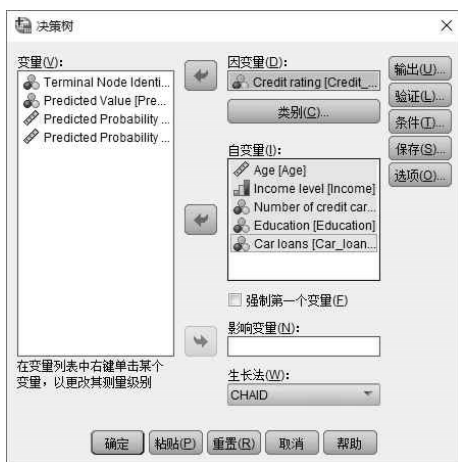 决策树
变量(V):
Terminal Node Identi...
Predicted Value [Pre...
Predicted Probability ...
Predicted Probability ...
在变量列表中右键单击某个
变量，以更改其测量级别
因变量(D):
Credit rating [Credit_...
类别(C)...
自变量(I):
Age [Age]
Income level [Income]
Number of credit car...
Education [Education]
Car loans [Car_loan...
强制第一个变量(F)
影响变量(N):
生长法(W):
CHAID
输出(U)...
验证(L)...
条件(T)...
保存(S)...
选项(O)...
确定
粘贴(P)
重置(R)
取消
帮助